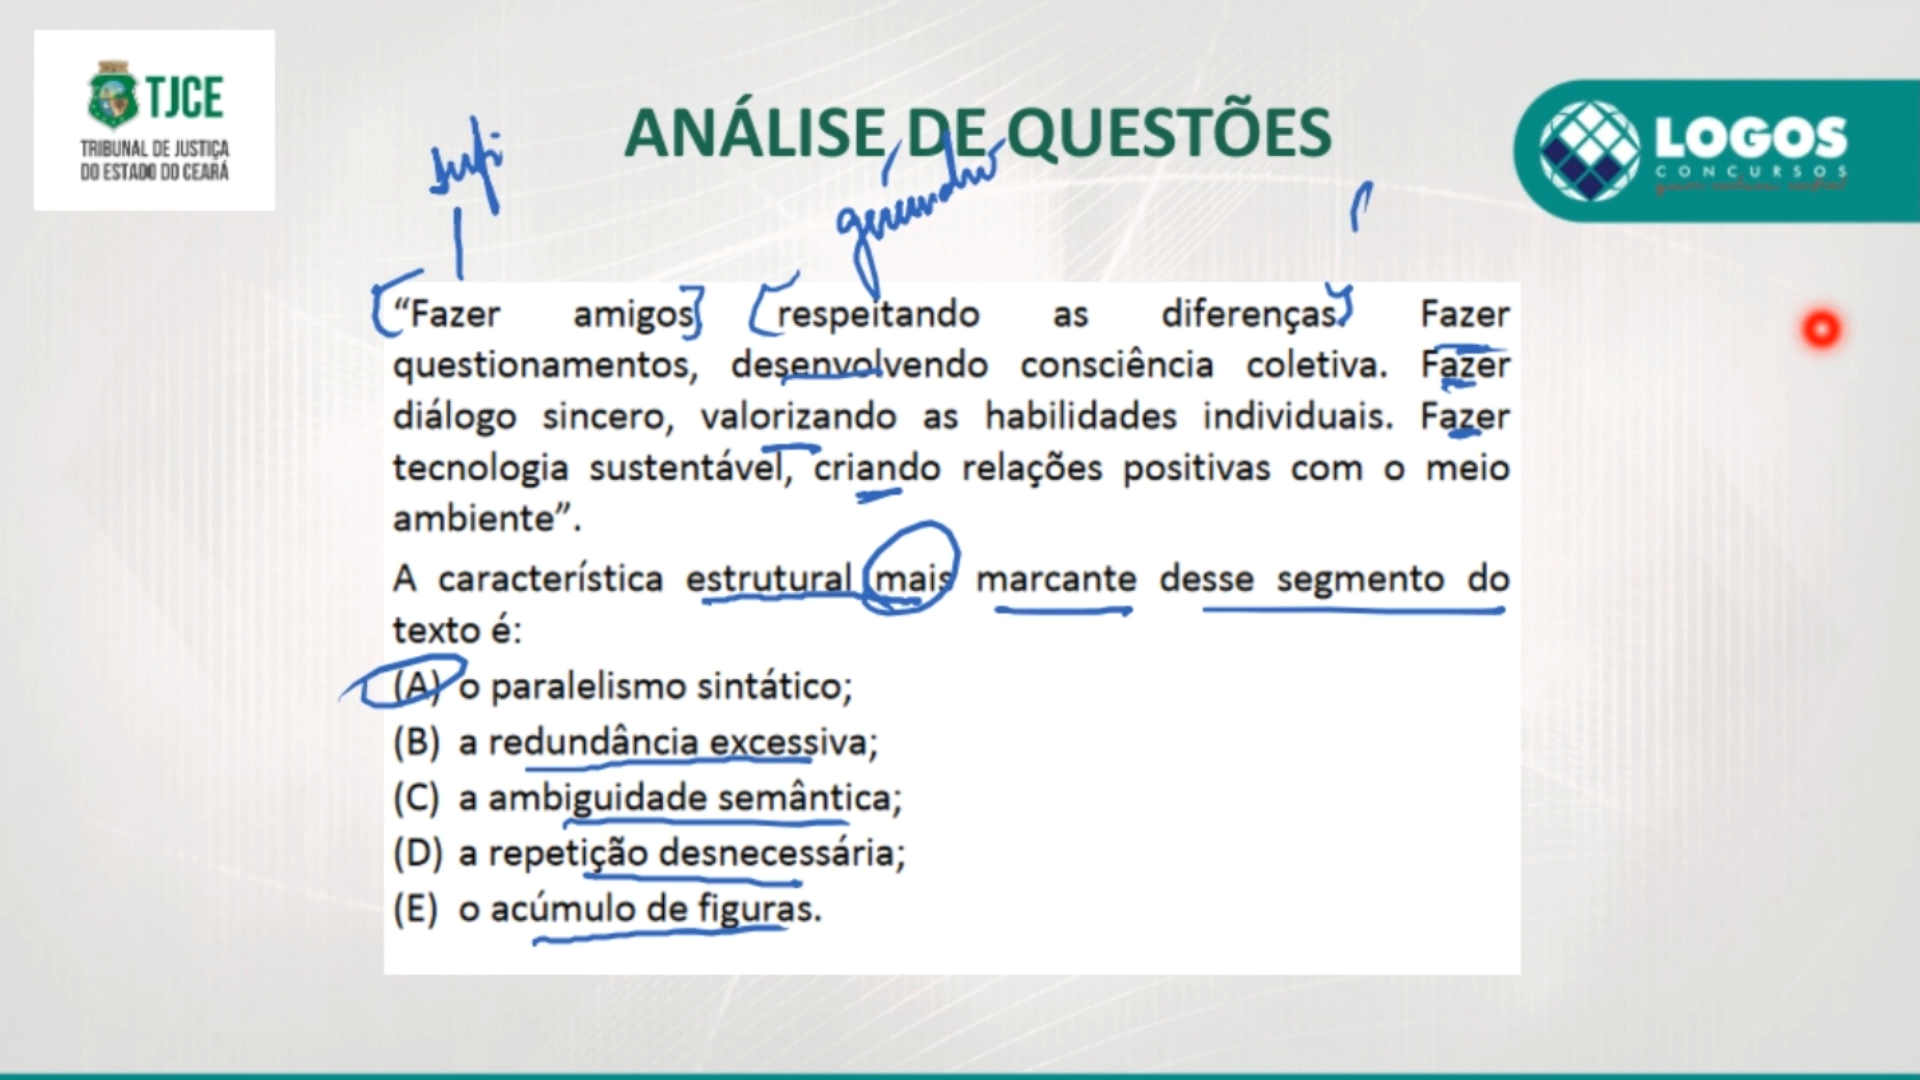 TJCE
TRIBUNAL DE JUSTIÇA
DO ESTADO DO CEARÁ
ANÁLISE DE QUESTÕES
LOGOS
CONCURSOS
gerúndio
“Fazer amigos respeitando as diferenças. Fazer
questionamentos, desenvolvendo consciência coletiva. Fazer
diálogo sincero, valorizando as habilidades individuais. Fazer
tecnologia sustentável, criando relações positivas com o meio
ambiente”.
A característica estrutural mais marcante desse segmento do
texto é:
(A) o paralelismo sintático;
(B) a redundância excessiva;
(C) a ambiguidade semântica;
(D) a repetição desnecessária;
(E) o acúmulo de figuras.